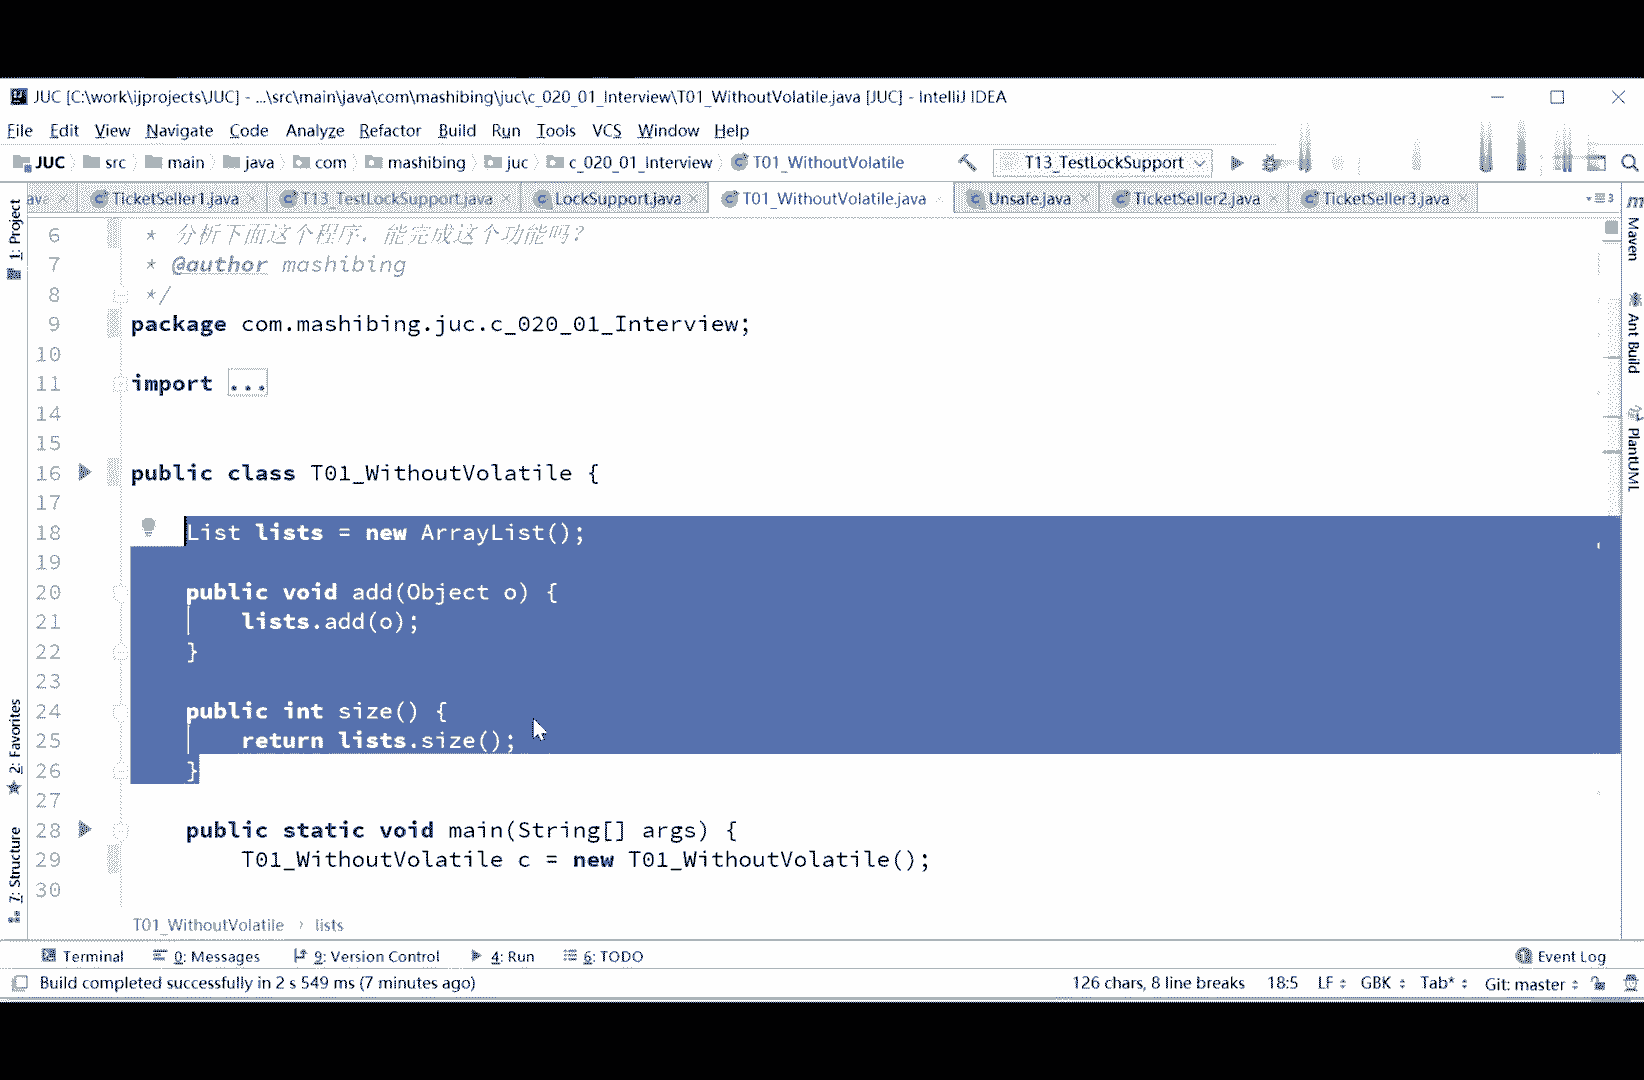 JUC [C:\work\ijprojects\JUC] - ...\src\main\java\com\mashibing\juc\c_020_01_Interview\T01_WithoutVolatile.java [JUC] - IntelliJ IDEA
File Edit View Navigate Code Analyze Refactor Build Run Tools VCS Window Help
JUC src main java com mashibing juc c_020_01_Interview T01_WithoutVolatile T13_TestLockSupport
ava TicketSeller1.java T13_TestLockSupport.java LockSupport.java T01_WithoutVolatile.java Unsafe.java TicketSeller2.java TicketSeller3.java 3
1: Project
2: Favorites
7: Structure
6 * 分析下面这个程序，能完成这个功能吗？
7 * @author mashibing
8 */
9 package com.mashibing.juc.c_020_01_Interview;
10
11 import ...
14
15
16 public class T01_WithoutVolatile {
17
18 List lists = new ArrayList();
19
20 public void add(Object o) {
21 lists.add(o);
22 }
23
24 public int size() {
25 return lists.size();
26 }
27
28 public static void main(String[] args) {
29 T01_WithoutVolatile c = new T01_WithoutVolatile();
30
Maven
Ant Build
PlantUML
T01_WithoutVolatile › lists
Terminal 0: Messages 9: Version Control 4: Run 6: TODO Event Log
Build completed successfully in 2 s 549 ms (7 minutes ago) 126 chars, 8 line breaks 18:5 LF GBK Tab* Git: master